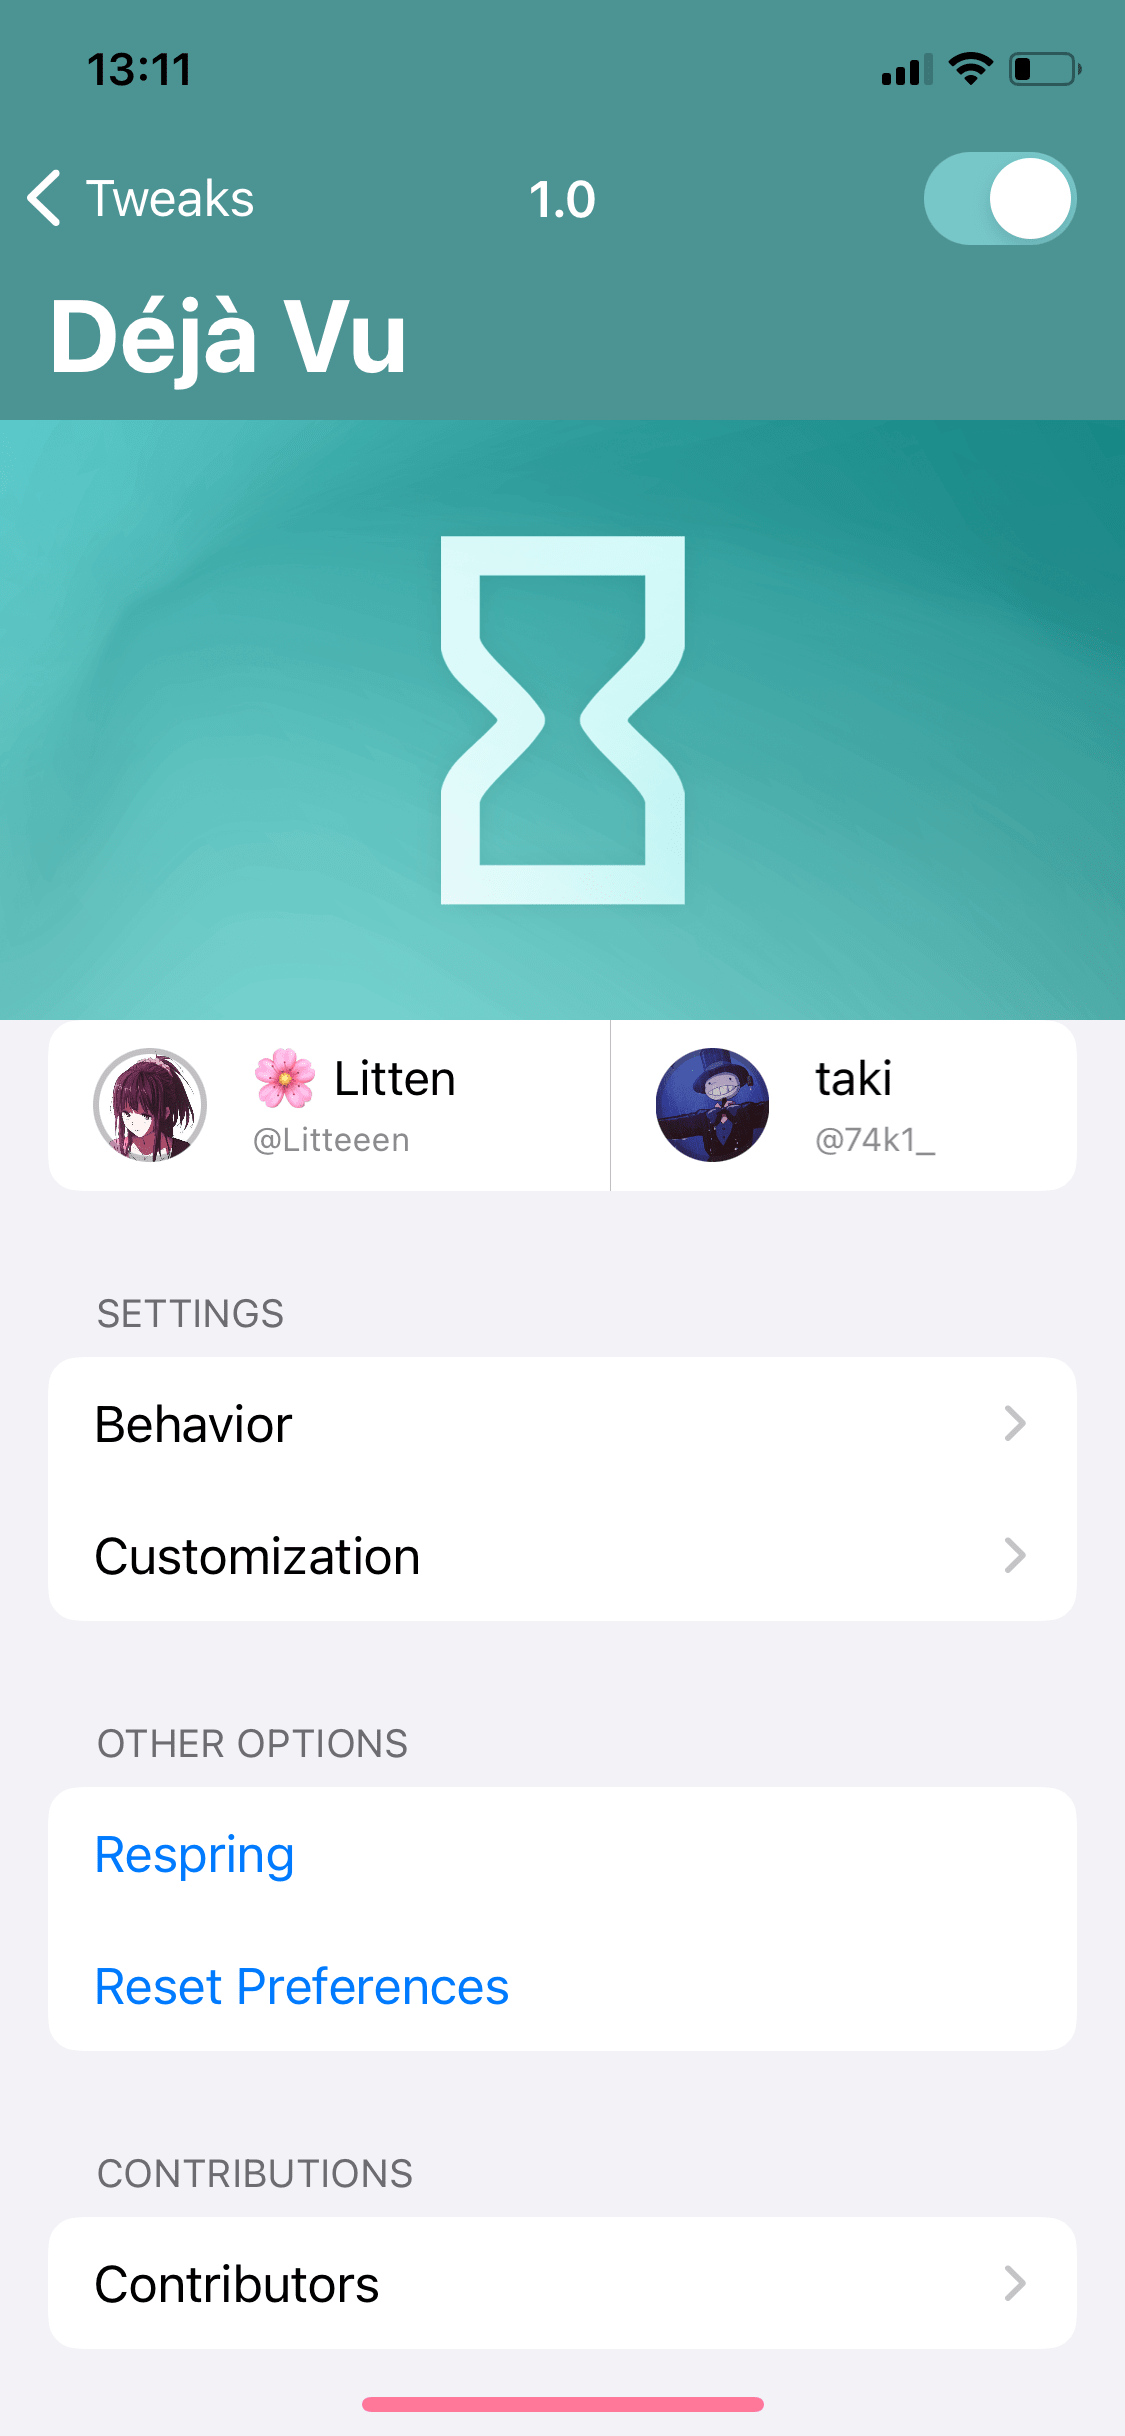 13:11
Tweaks
1.0
Déjà Vu
🌸 Litten
@Litteeen
taki
@74k1_
SETTINGS
Behavior
Customization
OTHER OPTIONS
Respring
Reset Preferences
CONTRIBUTIONS
Contributors